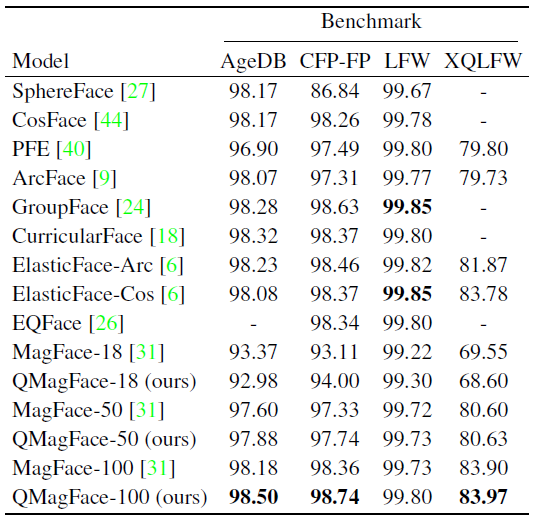 Benchmark
Model AgeDB CFP-FP LFW XQLFW
SphereFace [27] 98.17 86.84 99.67 -
CosFace [44] 98.17 98.26 99.78 -
PFE [40] 96.90 97.49 99.80 79.80
ArcFace [9] 98.07 97.31 99.77 79.73
GroupFace [24] 98.28 98.63 99.85 -
CurricularFace [18] 98.32 98.37 99.80 -
ElasticFace-Arc [6] 98.23 98.46 99.82 81.87
ElasticFace-Cos [6] 98.08 98.37 99.85 83.78
EQFace [26] - 98.34 99.80 -
MagFace-18 [31] 93.37 93.11 99.22 69.55
QMagFace-18 (ours) 92.98 94.00 99.30 68.60
MagFace-50 [31] 97.60 97.33 99.72 80.60
QMagFace-50 (ours) 97.88 97.74 99.73 80.63
MagFace-100 [31] 98.18 98.36 99.73 83.90
QMagFace-100 (ours) 98.50 98.74 99.80 83.97